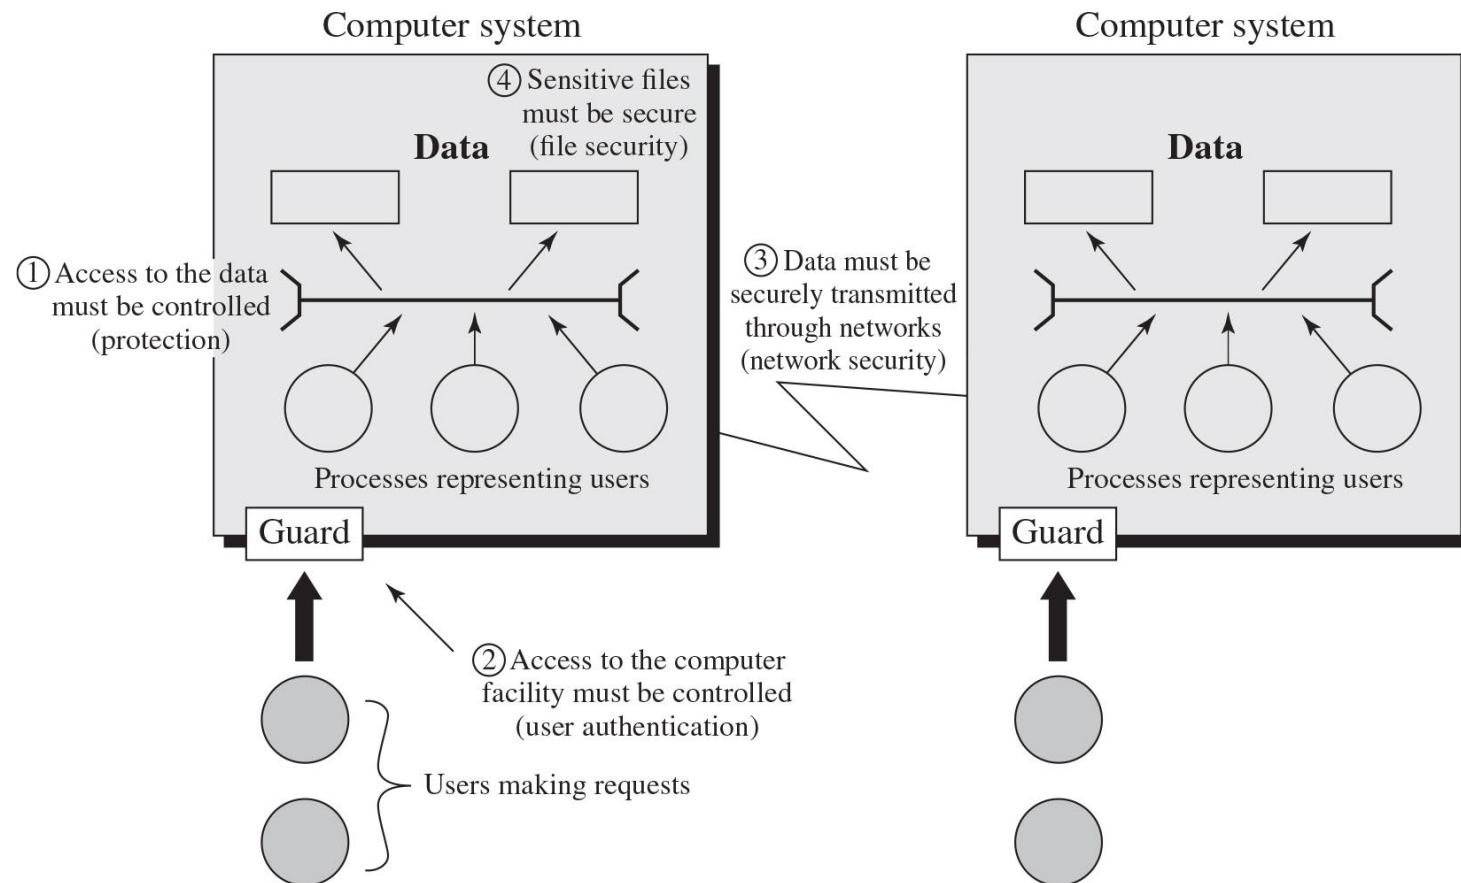 Computer system
④ Sensitive files
must be secure
(file security)
Data
① Access to the data
must be controlled
(protection)
Processes representing users
Guard
② Access to the computer
facility must be controlled
(user authentication)
Users making requests
③ Data must be
securely transmitted
through networks
(network security)
Computer system
Data
Processes representing users
Guard